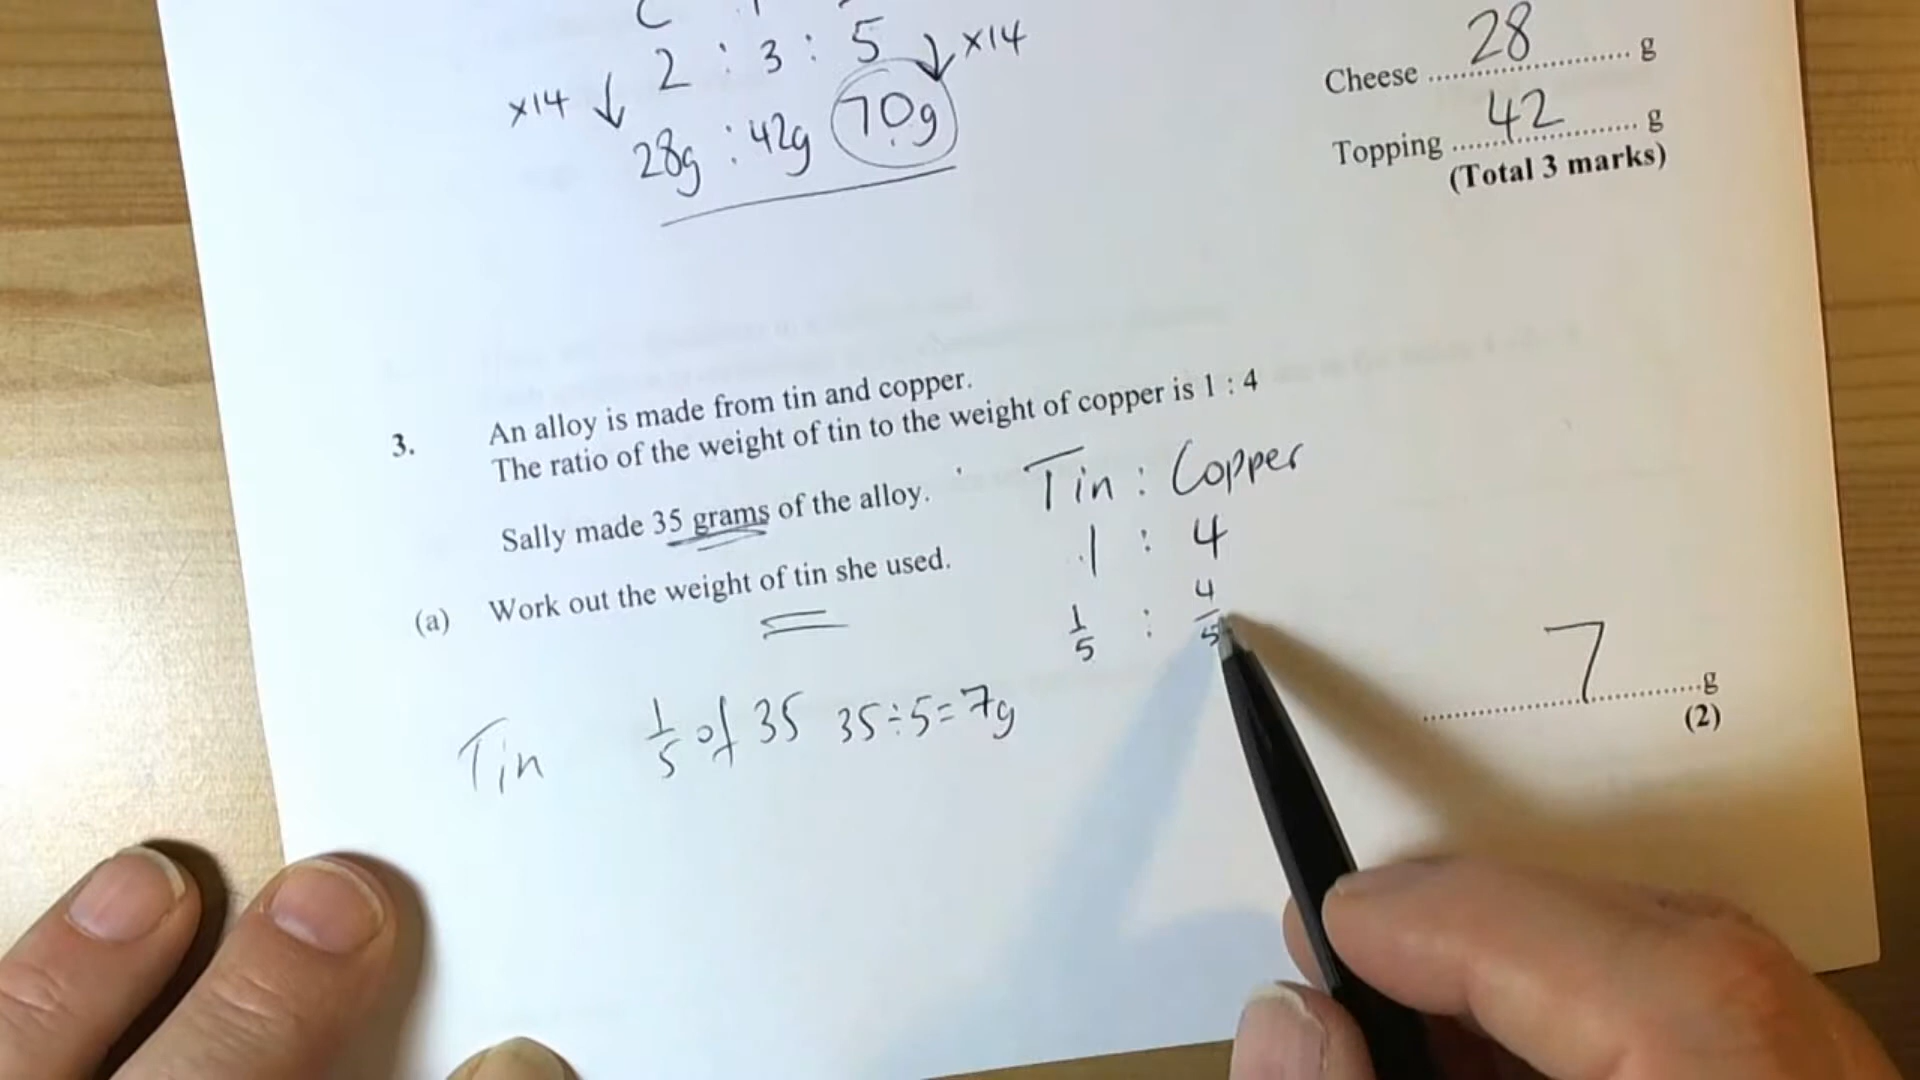 2 : 3 : 5
×14 ↓ ↓ ×14
28g : 42g 70g
Cheese 28 g
Topping 42 g
(Total 3 marks)
3. An alloy is made from tin and copper.
The ratio of the weight of tin to the weight of copper is 1 : 4
Sally made 35 grams of the alloy.
Tin : Copper
1 : 4
(a) Work out the weight of tin she used.
1/5 : 4/5
7 g
(2)
Tin 1/5 of 35 35÷5=7g